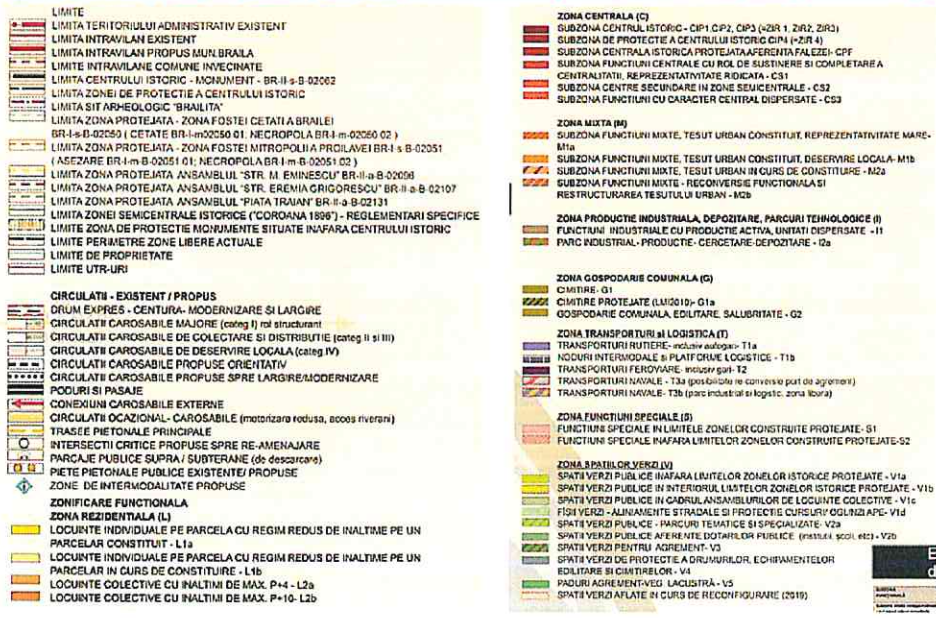 LIMITE
LIMITA TERITORIULUI ADMINISTRATIV EXISTENT
LIMITA INTRAVILAN EXISTENT
LIMITA INTRAVILAN PROPUS MUN.BRAILA
LIMITE INTRAVILANE COMUNE INVECINATE
LIMITA CENTRULUI ISTORIC - MONUMENT - BR-II-s-B-02062
LIMITA ZONEI DE PROTECTIE A CENTRULUI ISTORIC
LIMITA SIT ARHEOLOGIC "BRAILITA"
LIMITA ZONA PROTEJATA - ZONA FOSTEI CETATI A BRAILEI
BR-I-s-B-02050 ( CETATE BR-I-m02050 01; NECROPOLA BR-I-m-B-02050 02 )
LIMITA ZONA PROTEJATA - ZONA FOSTEI MITROPOLII A PROILAVEI BR-I-s-B-02051
( ASEZARE BR-I-m-B-02051 01; NECROPOLA BR-I-m-B-02051 02 )
LIMITA ZONA PROTEJATA ANSAMBLUL "STR. M. EMINESCU" BR-II-a-B-02096
LIMITA ZONA PROTEJATA ANSAMBLUL "STR. EREMIA GRIGORESCU" BR-II-a-B-02107
LIMITA ZONA PROTEJATA ANSAMBLUL "PIATA TRAIAN" BR-II-a-B-02131
LIMITA ZONEI SEMICENTRALE ISTORICE ("COROANA 1896") - REGLEMENTARI SPECIFICE
LIMITE ZONA DE PROTECTIE MONUMENTE SITUATE INAFARA CENTRULUI ISTORIC
LIMITE PERIMETRE ZONE LIBERE ACTUALE
LIMITE DE PROPRIETATE
LIMITE UTR-URI
CIRCULATII - EXISTENT / PROPUS
DRUM EXPRES - CENTURA- MODERNIZARE SI LARGIRE
CIRCULATII CAROSABILE MAJORE (categ I) rol structurant
CIRCULATII CAROSABILE DE COLECTARE SI DISTRIBUTIE (categ II si III)
CIRCULATII CAROSABILE DE DESERVIRE LOCALA (categ.IV)
CIRCULATII CAROSABILE PROPUSE ORIENTATIV
CIRCULATII CAROSABILE PROPUSE SPRE LARGIRE/MODERNIZARE
PODURI SI PASAJE
CONEXIUNI CAROSABILE EXTERNE
CIRCULATII OCAZIONAL- CAROSABILE (motorizara redusa, acces riverani)
TRASEE PIETONALE PRINCIPALE
INTERSECTII CRITICE PROPUSE SPRE RE-AMENAJARE
PARCAJE PUBLICE SUPRA / SUBTERANE (de descarcare)
PIETE PIETONALE PUBLICE EXISTENTE/ PROPUSE
ZONE DE INTERMODALITATE PROPUSE
ZONIFICARE FUNCTIONALA
ZONA REZIDENTIALA (L)
LOCUINTE INDIVIDUALE PE PARCELA CU REGIM REDUS DE INALTIME PE UN
PARCELAR CONSTITUIT - L1a
LOCUINTE INDIVIDUALE PE PARCELA CU REGIM REDUS DE INALTIME PE UN
PARCELAR IN CURS DE CONSTITUIRE - L1b
LOCUINTE COLECTIVE CU INALTIMI DE MAX. P+4 - L2a
LOCUINTE COLECTIVE CU INALTIMI DE MAX. P+10- L2b
ZONA CENTRALA (C)
SUBZONA CENTRUL ISTORIC - CIP1,CIP2, CIP3 (=ZIR 1, ZIR2, ZIR3)
SUBZONA DE PROTECTIE A CENTRULUI ISTORIC CIP4 (=ZIR 4)
SUBZONA CENTRALA ISTORICA PROTEJATA AFERENTA FALEZEI- CPF
SUBZONA FUNCTIUNI CENTRALE CU ROL DE SUSTINERE SI COMPLETARE A
CENTRALITATII, REPREZENTATIVITATE RIDICATA - CS1
SUBZONA CENTRE SECUNDARE IN ZONE SEMICENTRALE - CS2
SUBZONA FUNCTIUNI CU CARACTER CENTRAL DISPERSATE - CS3
ZONA MIXTA (M)
SUBZONA FUNCTIUNI MIXTE, TESUT URBAN CONSTITUIT, REPREZENTATIVITATE MARE-
M1a
SUBZONA FUNCTIUNI MIXTE, TESUT URBAN CONSTITUIT, DESERVIRE LOCALA- M1b
SUBZONA FUNCTIUNI MIXTE, TESUT URBAN IN CURS DE CONSTITUIRE - M2a
SUBZONA FUNCTIUNI MIXTE - RECONVERSIE FUNCTIONALA SI
RESTRUCTURAREA TESUTULUI URBAN - M2b
ZONA PRODUCTIE INDUSTRIALA, DEPOZITARE, PARCURI TEHNOLOGICE (I)
FUNCTIUNI INDUSTRIALE CU PRODUCTIE ACTIVA, UNITATI DISPERSATE - I1
PARC INDUSTRIAL- PRODUCTIE- CERCETARE-DEPOZITARE - I2a
ZONA GOSPODARIE COMUNALA (G)
CIMITIRE- G1
CIMITIRE PROTEJATE (LMI2010)- G1a
GOSPODARIE COMUNALA, EDILITARE, SALUBRITATE - G2
ZONA TRANSPORTURI si LOGISTICA (T)
TRANSPORTURI RUTIERE- inclusiv autogari- T1a
NODURI INTERMODALE si PLATFORME LOGISTICE - T1b
TRANSPORTURI FEROVIARE- inclusiv gari- T2
TRANSPORTURI NAVALE - T3a (posibilitate re-conversie port de agrement)
TRANSPORTURI NAVALE - T3b (parc industrial si logistic, zona libera)
ZONA FUNCTIUNI SPECIALE (S)
FUNCTIUNI SPECIALE IN LIMITELE ZONELOR CONSTRUITE PROTEJATE- S1
FUNCTIUNI SPECIALE INAFARA LIMITELOR ZONELOR CONSTRUITE PROTEJATE-S2
ZONA SPATIILOR VERZI (V)
SPATII VERZI PUBLICE INAFARA LIMITELOR ZONELOR ISTORICE PROTEJATE - V1a
SPATII VERZI PUBLICE IN INTERIORUL LIMITELOR ZONELOR ISTORICE PROTEJATE - V1b
SPATII VERZI PUBLICE IN CADRUL ANSAMBLURILOR DE LOCUINTE COLECTIVE - V1c
FÎSII VERZI - ALINIAMENTE STRADALE SI PROTECTIE CURSURI/ OGLINZI APE- V1d
SPATII VERZI PUBLICE - PARCURI TEMATICE SI SPECIALIZATE- V2a
SPATII VERZI PUBLICE AFERENTE DOTARILOR PUBLICE (institutii, scoli, etc) - V2b
SPATII VERZI PENTRU AGREMENT- V3
SPATII VERZI DE PROTECTIE A DRUMURILOR, ECHIPAMENTELOR
EDILITARE SI CIMITIRELOR - V4
PADURI AGREMENT-VEG. LACUSTRĂ - V5
SPATII VERZI AFLATE IN CURS DE RECONFIGURARE (2019)